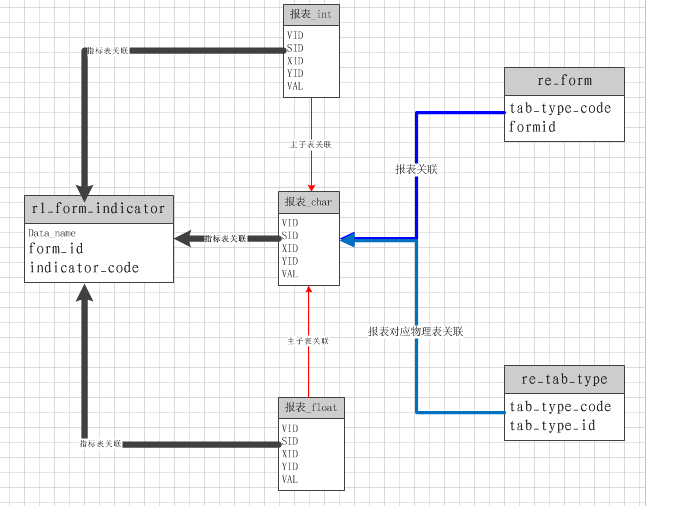 报表_int
VID
SID
XID
YID
VAL
指标表关联
re_form
tab_type_code
formid
主子表关联
报表关联
rl_form_indicator
Data_name
form_id
indicator_code
报表_char
VID
SID
XID
YID
VAL
指标表关联
报表对应物理表关联
主子表关联
re_tab_type
tab_type_code
tab_type_id
报表_float
VID
SID
XID
YID
VAL
指标表关联